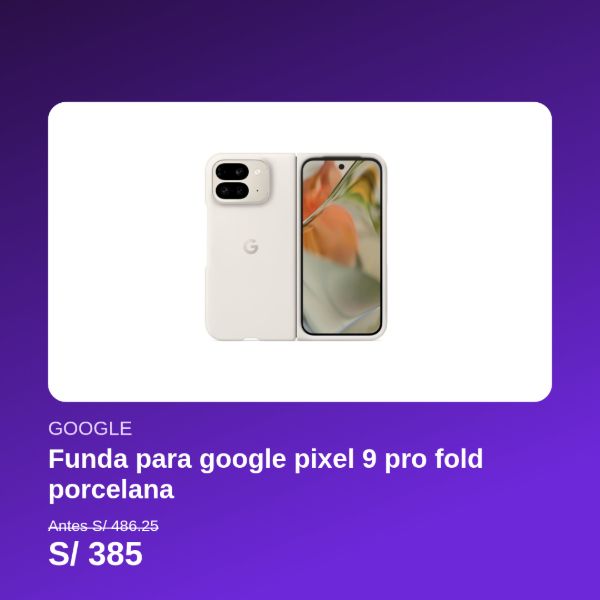 GOOGLE
Funda para google pixel 9 pro fold
porcelana
Antes S/ 486.25
S/ 385